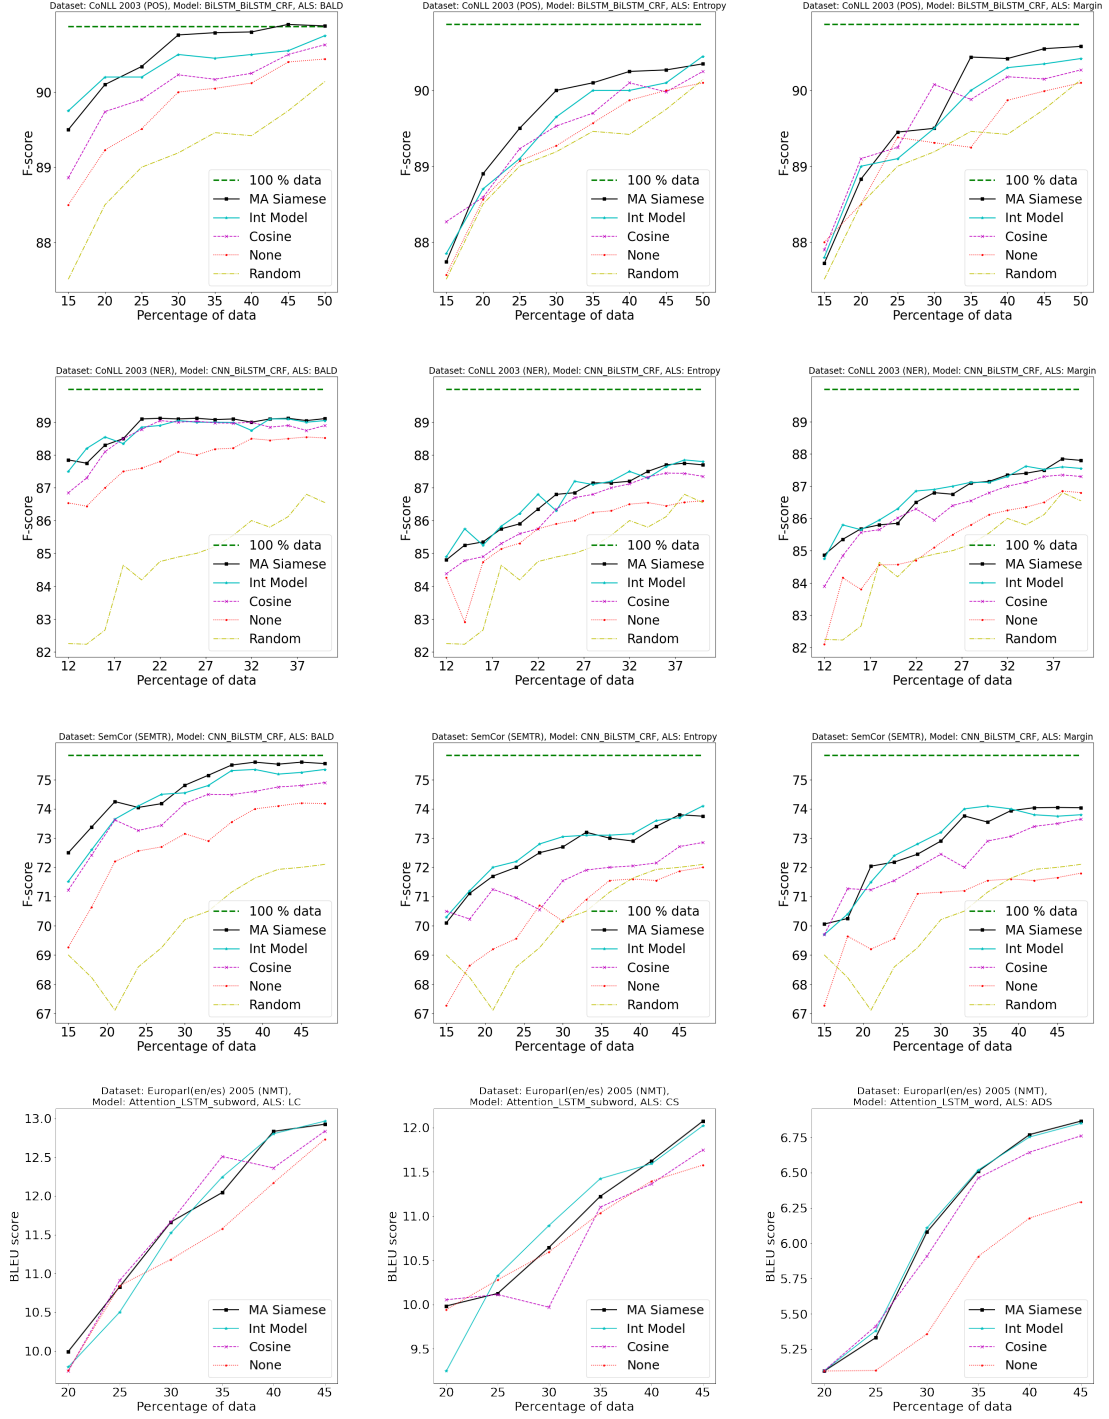 Dataset: CoNLL 2003 (POS), Model: BiLSTM_BiLSTM_CRF, ALS: BALD
F-score
90
89
88
100 % data
MA Siamese
Int Model
Cosine
None
Random
15 20 25 30 35 40 45 50
Percentage of data
Dataset: CoNLL 2003 (POS), Model: BiLSTM_BiLSTM_CRF, ALS: Entropy
F-score
90
89
88
100 % data
MA Siamese
Int Model
Cosine
None
Random
15 20 25 30 35 40 45 50
Percentage of data
Dataset: CoNLL 2003 (POS), Model: BiLSTM_BiLSTM_CRF, ALS: Margin
F-score
90
89
88
100 % data
MA Siamese
Int Model
Cosine
None
Random
15 20 25 30 35 40 45 50
Percentage of data
Dataset: CoNLL 2003 (NER), Model: CNN_BiLSTM_CRF, ALS: BALD
F-score
89
88
87
86
85
84
83
82
100 % data
MA Siamese
Int Model
Cosine
None
Random
12 17 22 27 32 37
Percentage of data
Dataset: CoNLL 2003 (NER), Model: CNN_BiLSTM_CRF, ALS: Entropy
F-score
89
88
87
86
85
84
83
82
100 % data
MA Siamese
Int Model
Cosine
None
Random
12 17 22 27 32 37
Percentage of data
Dataset: CoNLL 2003 (NER), Model: CNN_BiLSTM_CRF, ALS: Margin
F-score
89
88
87
86
85
84
83
82
100 % data
MA Siamese
Int Model
Cosine
None
Random
12 17 22 27 32 37
Percentage of data
Dataset: SemCor (SEMTR), Model: CNN_BiLSTM_CRF, ALS: BALD
F-score
75
74
73
72
71
70
69
68
67
100 % data
MA Siamese
Int Model
Cosine
None
Random
15 20 25 30 35 40 45
Percentage of data
Dataset: SemCor (SEMTR), Model: CNN_BiLSTM_CRF, ALS: Entropy
F-score
75
74
73
72
71
70
69
68
67
100 % data
MA Siamese
Int Model
Cosine
None
Random
15 20 25 30 35 40 45
Percentage of data
Dataset: SemCor (SEMTR), Model: CNN_BiLSTM_CRF, ALS: Margin
F-score
75
74
73
72
71
70
69
68
67
100 % data
MA Siamese
Int Model
Cosine
None
Random
15 20 25 30 35 40 45
Percentage of data
Dataset: Europarl(en/es) 2005 (NMT),
Model: Attention_LSTM_subword, ALS: LC
BLEU score
13.0
12.5
12.0
11.5
11.0
10.5
10.0
MA Siamese
Int Model
Cosine
None
20 25 30 35 40 45
Percentage of data
Dataset: Europarl(en/es) 2005 (NMT),
Model: Attention_LSTM_subword, ALS: CS
BLEU score
12.0
11.5
11.0
10.5
10.0
9.5
MA Siamese
Int Model
Cosine
None
20 25 30 35 40 45
Percentage of data
Dataset: Europarl(en/es) 2005 (NMT),
Model: Attention_LSTM_word, ALS: ADS
BLEU score
6.75
6.50
6.25
6.00
5.75
5.50
5.25
MA Siamese
Int Model
Cosine
None
20 25 30 35 40 45
Percentage of data